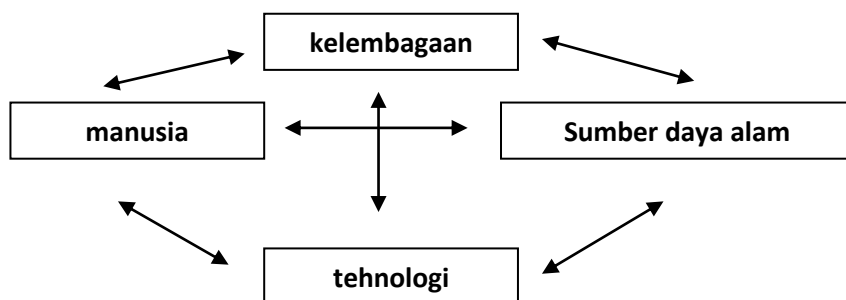 kelembagaan
manusia
Sumber daya alam
tehnologi